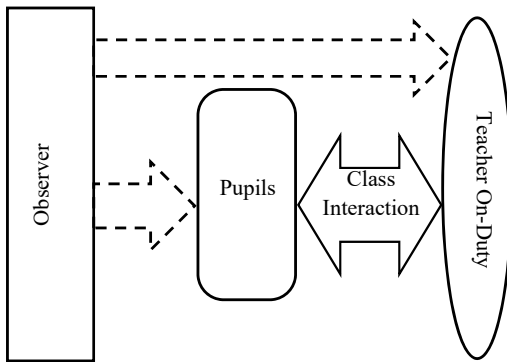 Observer
Pupils
Class
Interaction
Teacher On-Duty